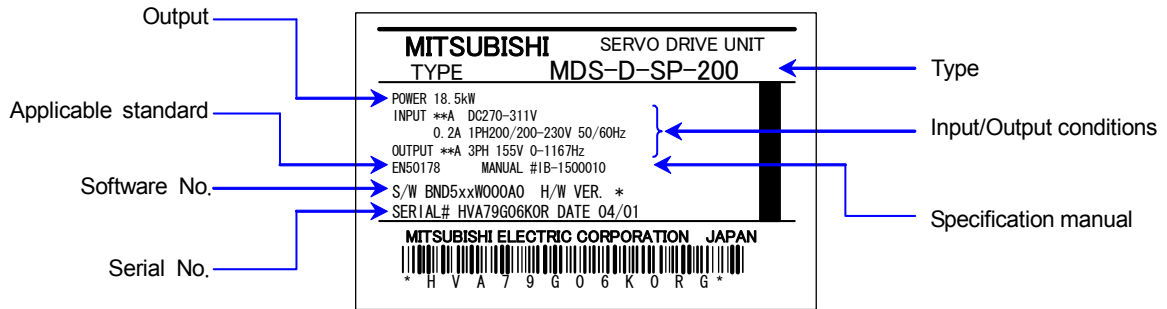 Output
Applicable standard
Software No.
Serial No.
MITSUBISHI SERVO DRIVE UNIT
TYPE MDS-D-SP-200
POWER 18.5kW
INPUT **A DC270-311V
0.2A 1PH200/200-230V 50/60Hz
OUTPUT **A 3PH 155V 0-1167Hz
EN50178 MANUAL #IB-1500010
S/W BND5xxW000A0 H/W VER. *
SERIAL# HVA79G06KOR DATE 04/01
MITSUBISHI ELECTRIC CORPORATION JAPAN
* H V A 7 9 G 0 6 K 0 R G *
Type
Input/Output conditions
Specification manual